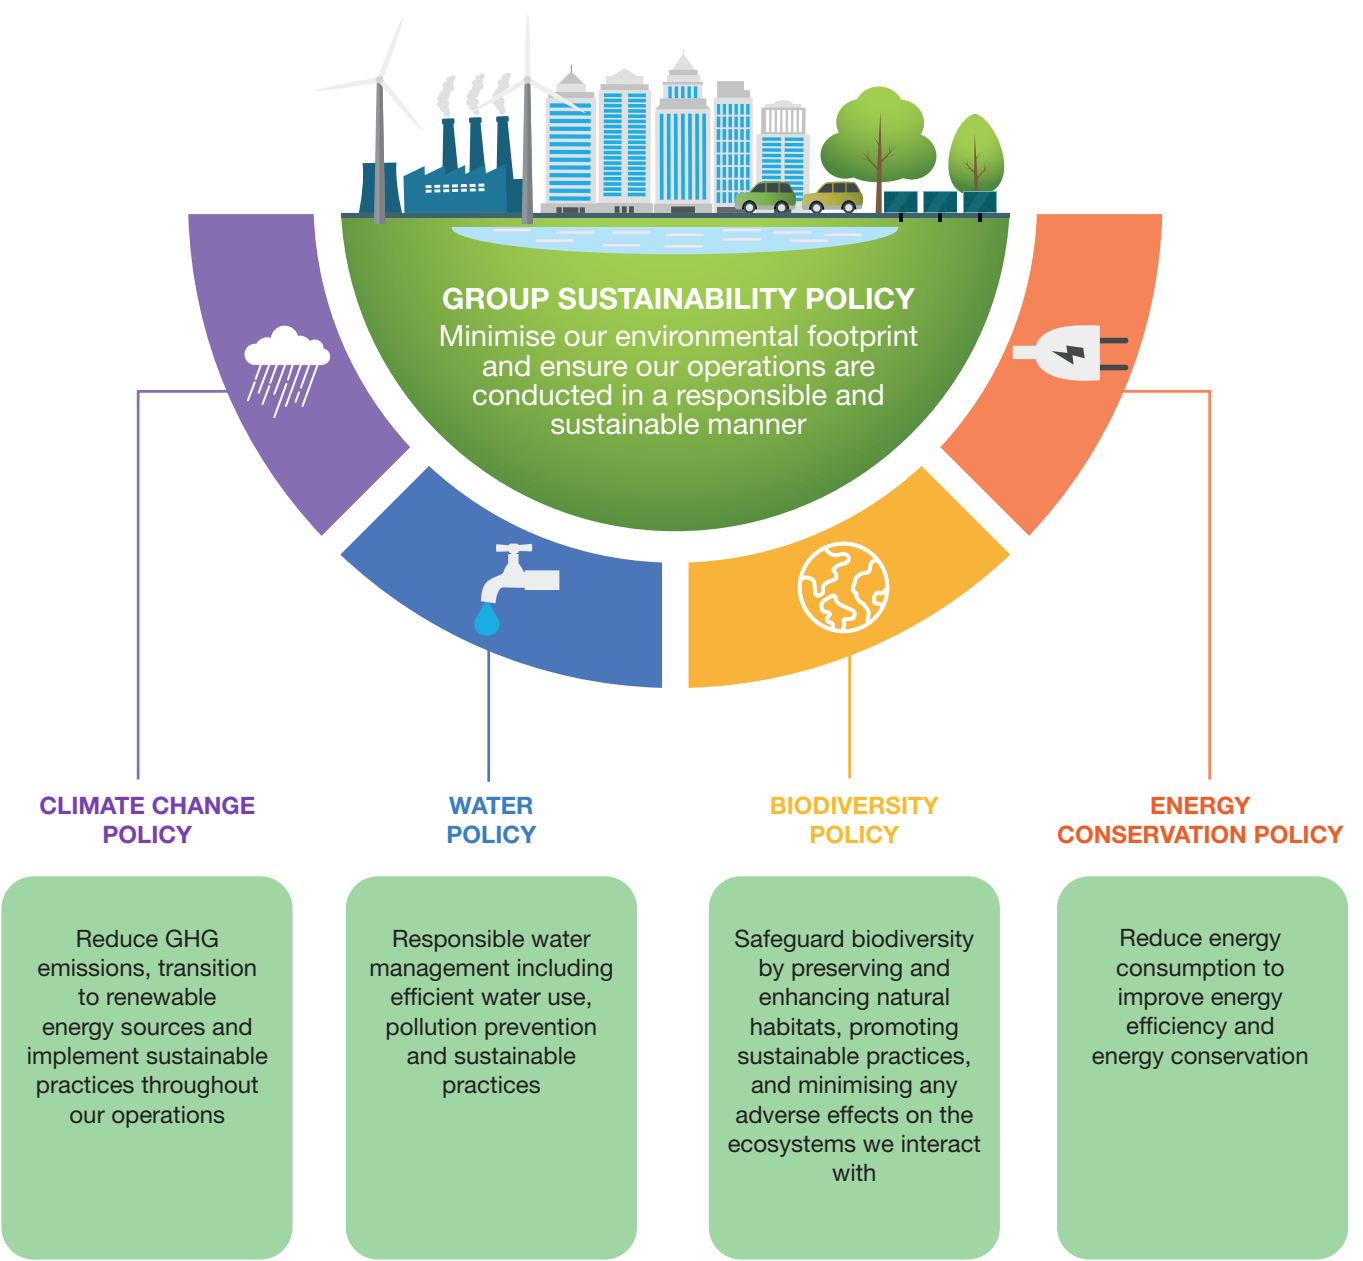 GROUP SUSTAINABILITY POLICY
Minimise our environmental footprint
and ensure our operations are
conducted in a responsible and
sustainable manner
CLIMATE CHANGE
POLICY
Reduce GHG
emissions, transition
to renewable
energy sources and
implement sustainable
practices throughout
our operations
WATER
POLICY
Responsible water
management including
efficient water use,
pollution prevention
and sustainable
practices
BIODIVERSITY
POLICY
Safeguard biodiversity
by preserving and
enhancing natural
habitats, promoting
sustainable practices,
and minimising any
adverse effects on the
ecosystems we interact
with
ENERGY
CONSERVATION POLICY
Reduce energy
consumption to
improve energy
efficiency and
energy conservation